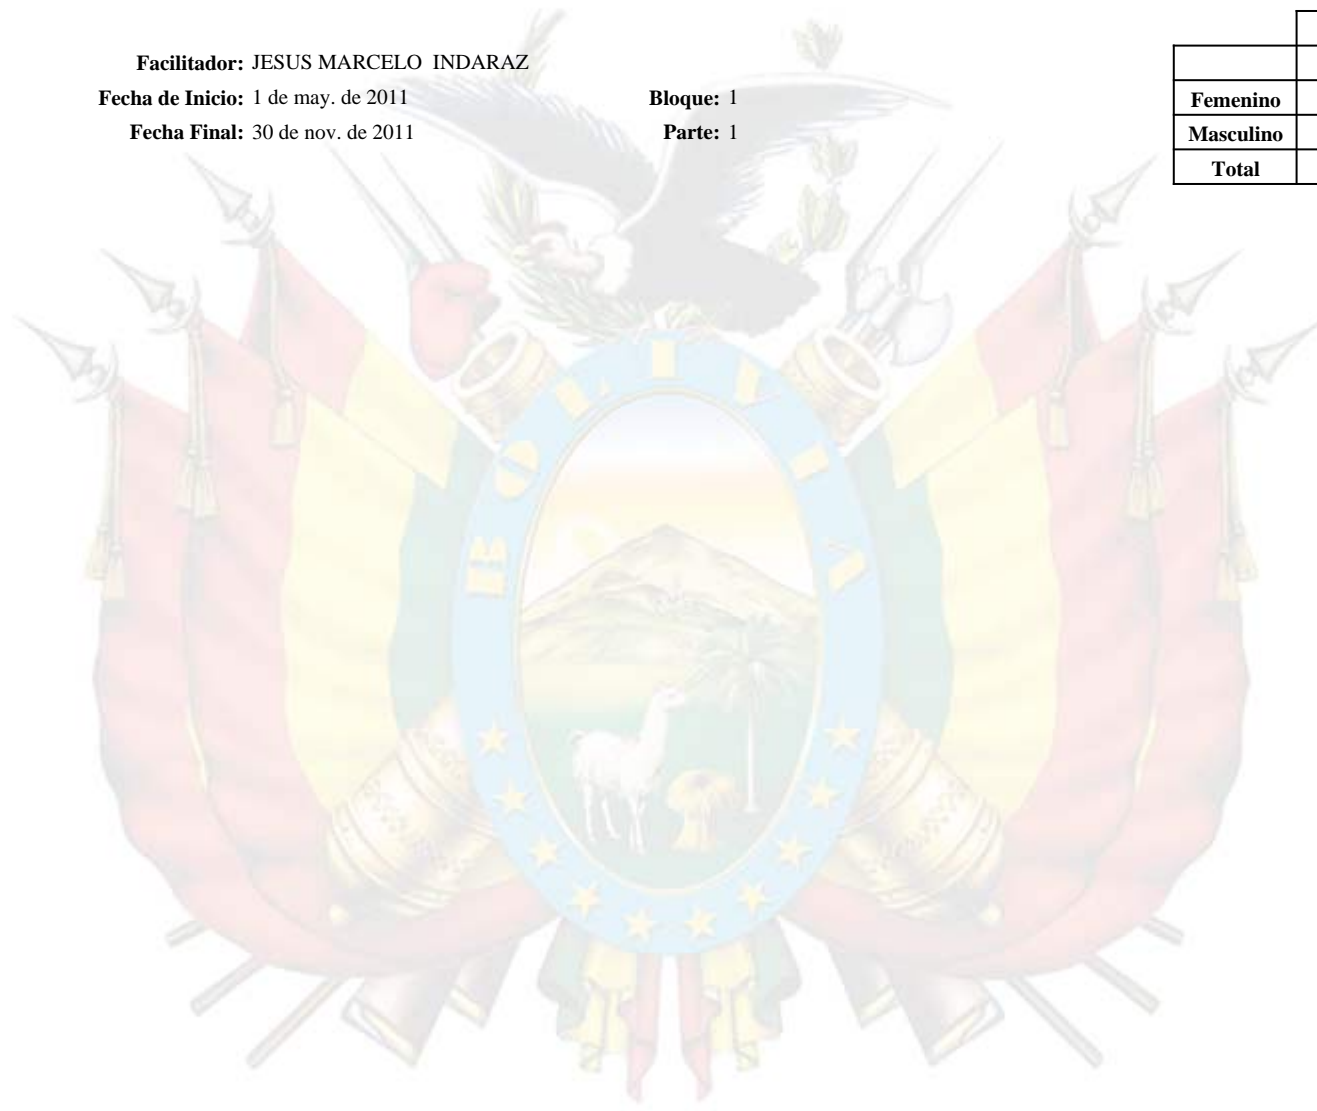 Facilitador: JESUS MARCELO INDARAZ
Fecha de Inicio: 1 de may. de 2011 Bloque: 1
Fecha Final: 30 de nov. de 2011 Parte: 1
Femenino
Masculino
Total
BOLIVIA